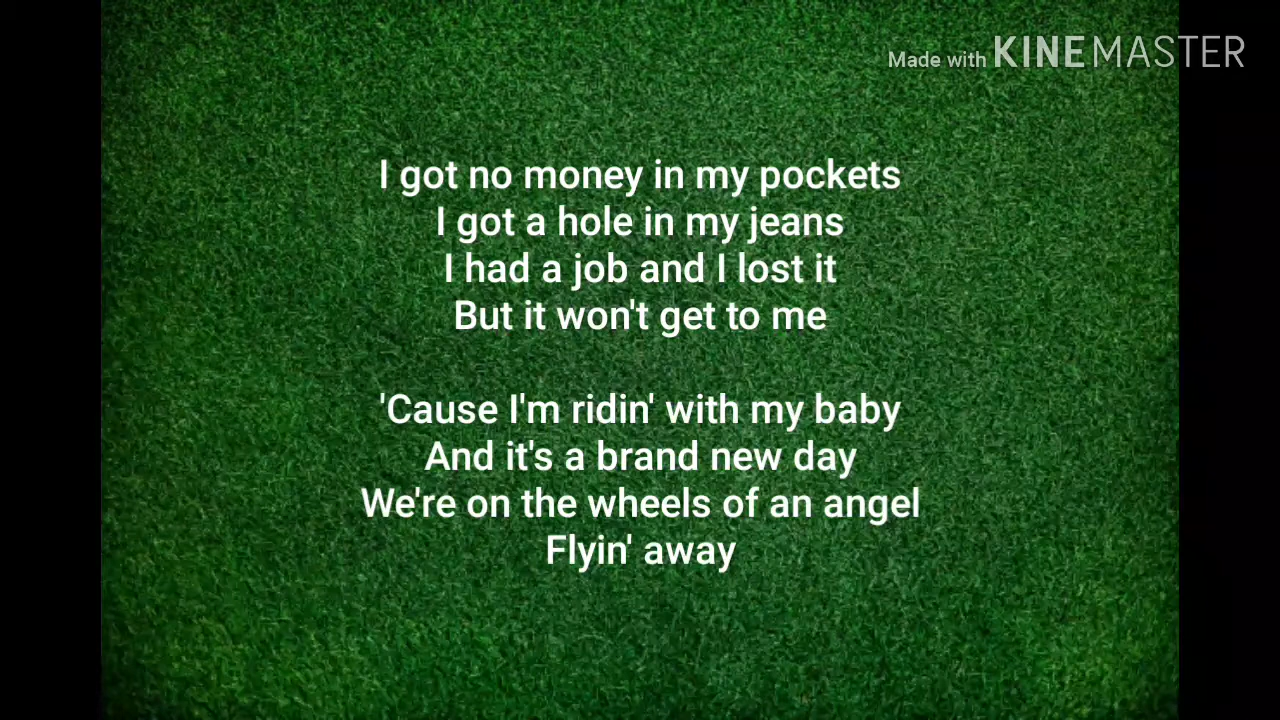 Made with KINEMASTER
I got no money in my pockets
I got a hole in my jeans
I had a job and I lost it
But it won't get to me
'Cause I'm ridin' with my baby
And it's a brand new day
We're on the wheels of an angel
Flyin' away